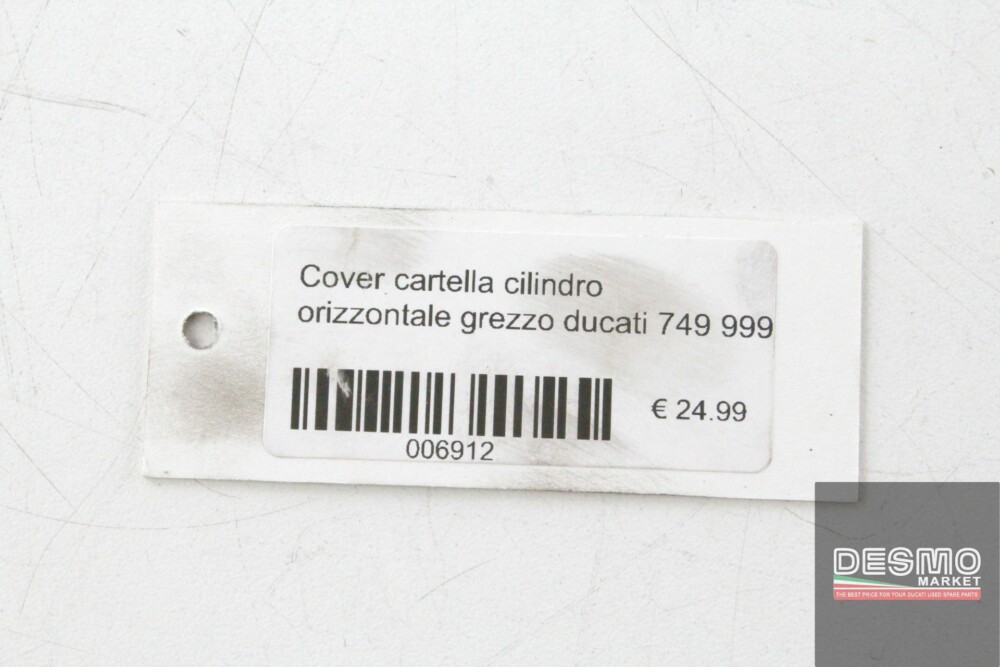 Cover cartella cilindro
orizzontale grezzo ducati 749 999
€ 24.99
006912
DESMO
MARKET
THE BEST PRICE FOR YOUR DUCATI USED SPARE PARTS